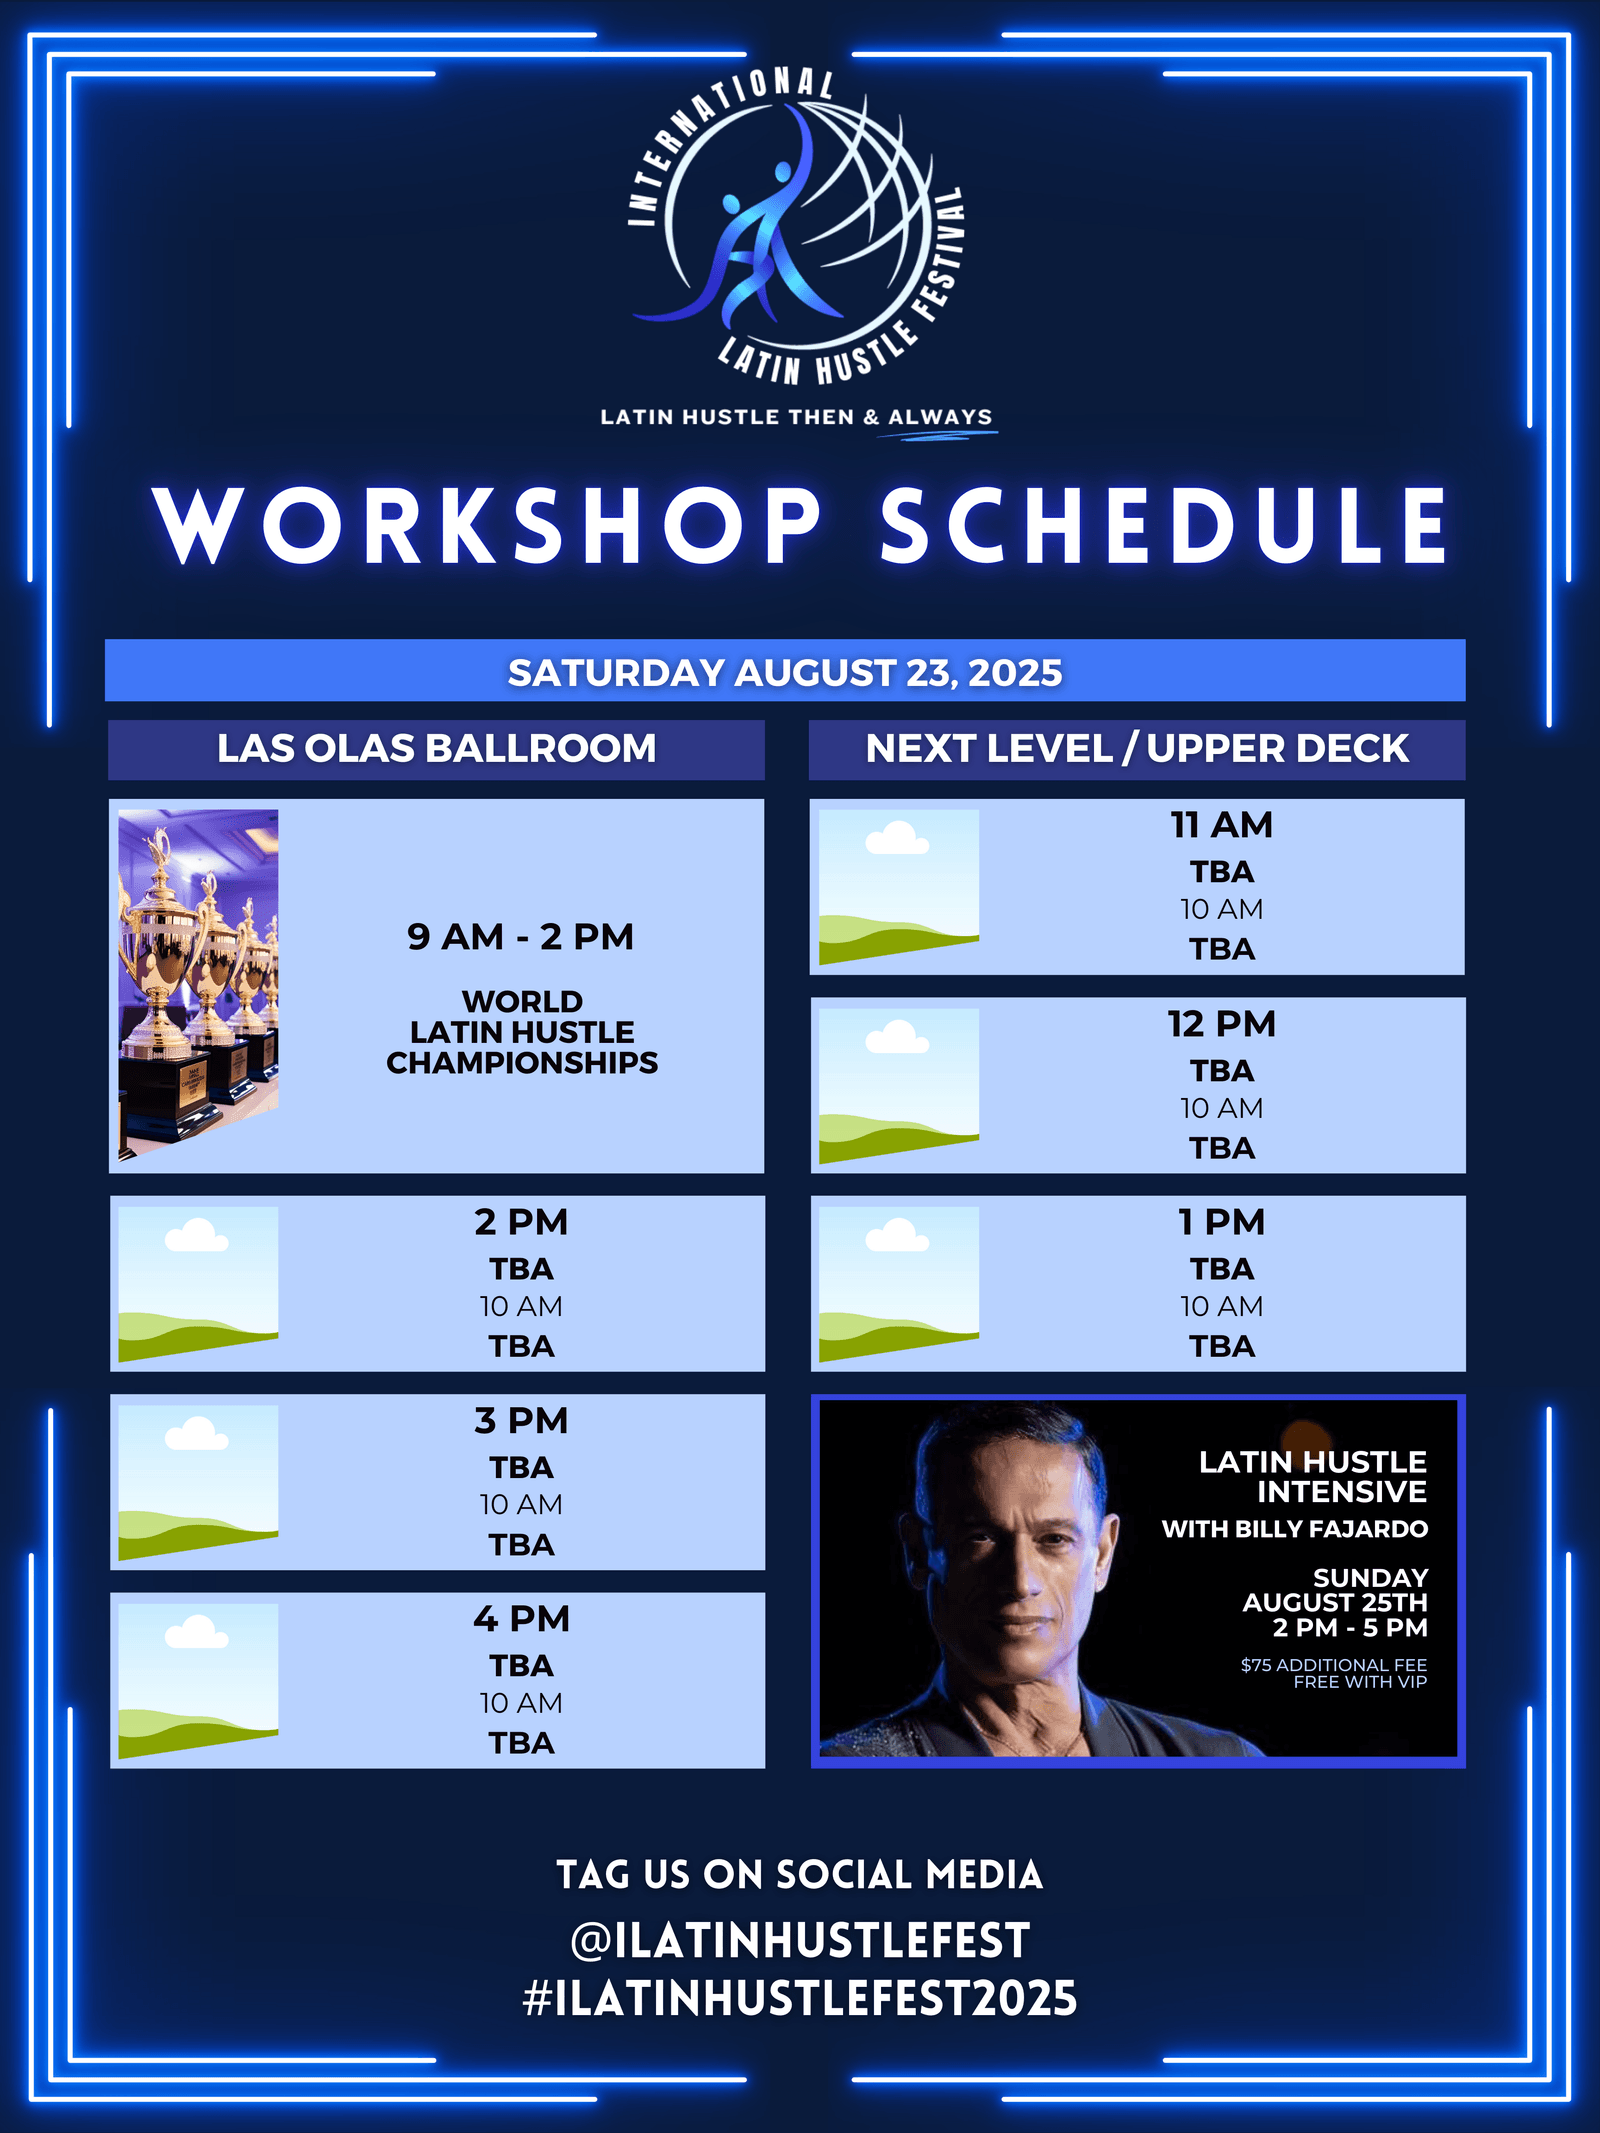 INTERNATIONAL
LATIN HUSTLE FESTIVAL
LATIN HUSTLE THEN & ALWAYS
WORKSHOP SCHEDULE
SATURDAY AUGUST 23, 2025
LAS OLAS BALLROOM
9 AM - 2 PM
WORLD
LATIN HUSTLE
CHAMPIONSHIPS
2 PM
TBA
10 AM
TBA
3 PM
TBA
10 AM
TBA
4 PM
TBA
10 AM
TBA
NEXT LEVEL / UPPER DECK
11 AM
TBA
10 AM
TBA
12 PM
TBA
10 AM
TBA
1 PM
TBA
10 AM
TBA
LATIN HUSTLE
INTENSIVE
WITH BILLY FAJARDO
SUNDAY
AUGUST 25TH
2 PM - 5 PM
$75 ADDITIONAL FEE
FREE WITH VIP
TAG US ON SOCIAL MEDIA
@ILATINHUSTLEFEST
#ILATINHUSTLEFEST2025